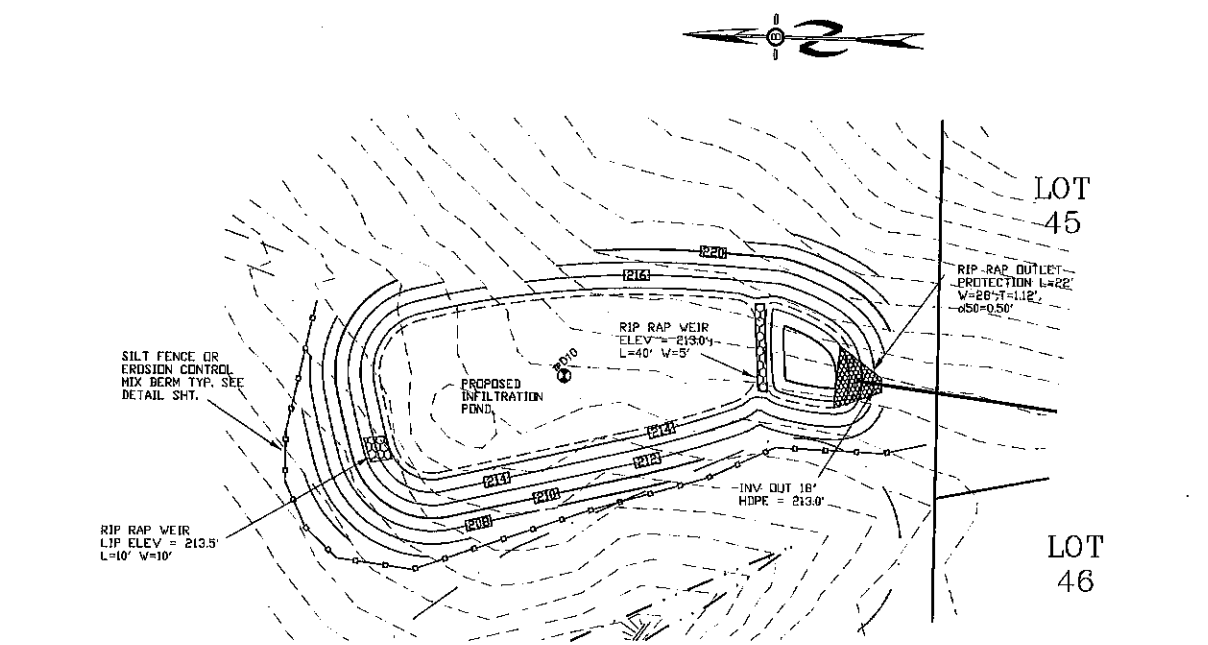 LOT
45
220
216
RIP RAP OUTLET
PROTECTION L=22'
W=28',T=1.12',
d50=0.50'
RIP RAP WEIR
ELEV = 213.0'
L=40' W=5'
SILT FENCE OR
EROSION CONTROL
MIX BERM TYP. SEE
DETAIL SHT.
PROPOSED
INFILTRATION
POND
214
212
214
210
208
INV OUT 18"
HDPE = 213.0'
RIP RAP WEIR
LIP ELEV = 213.5'
L=10' W=10'
LOT
46